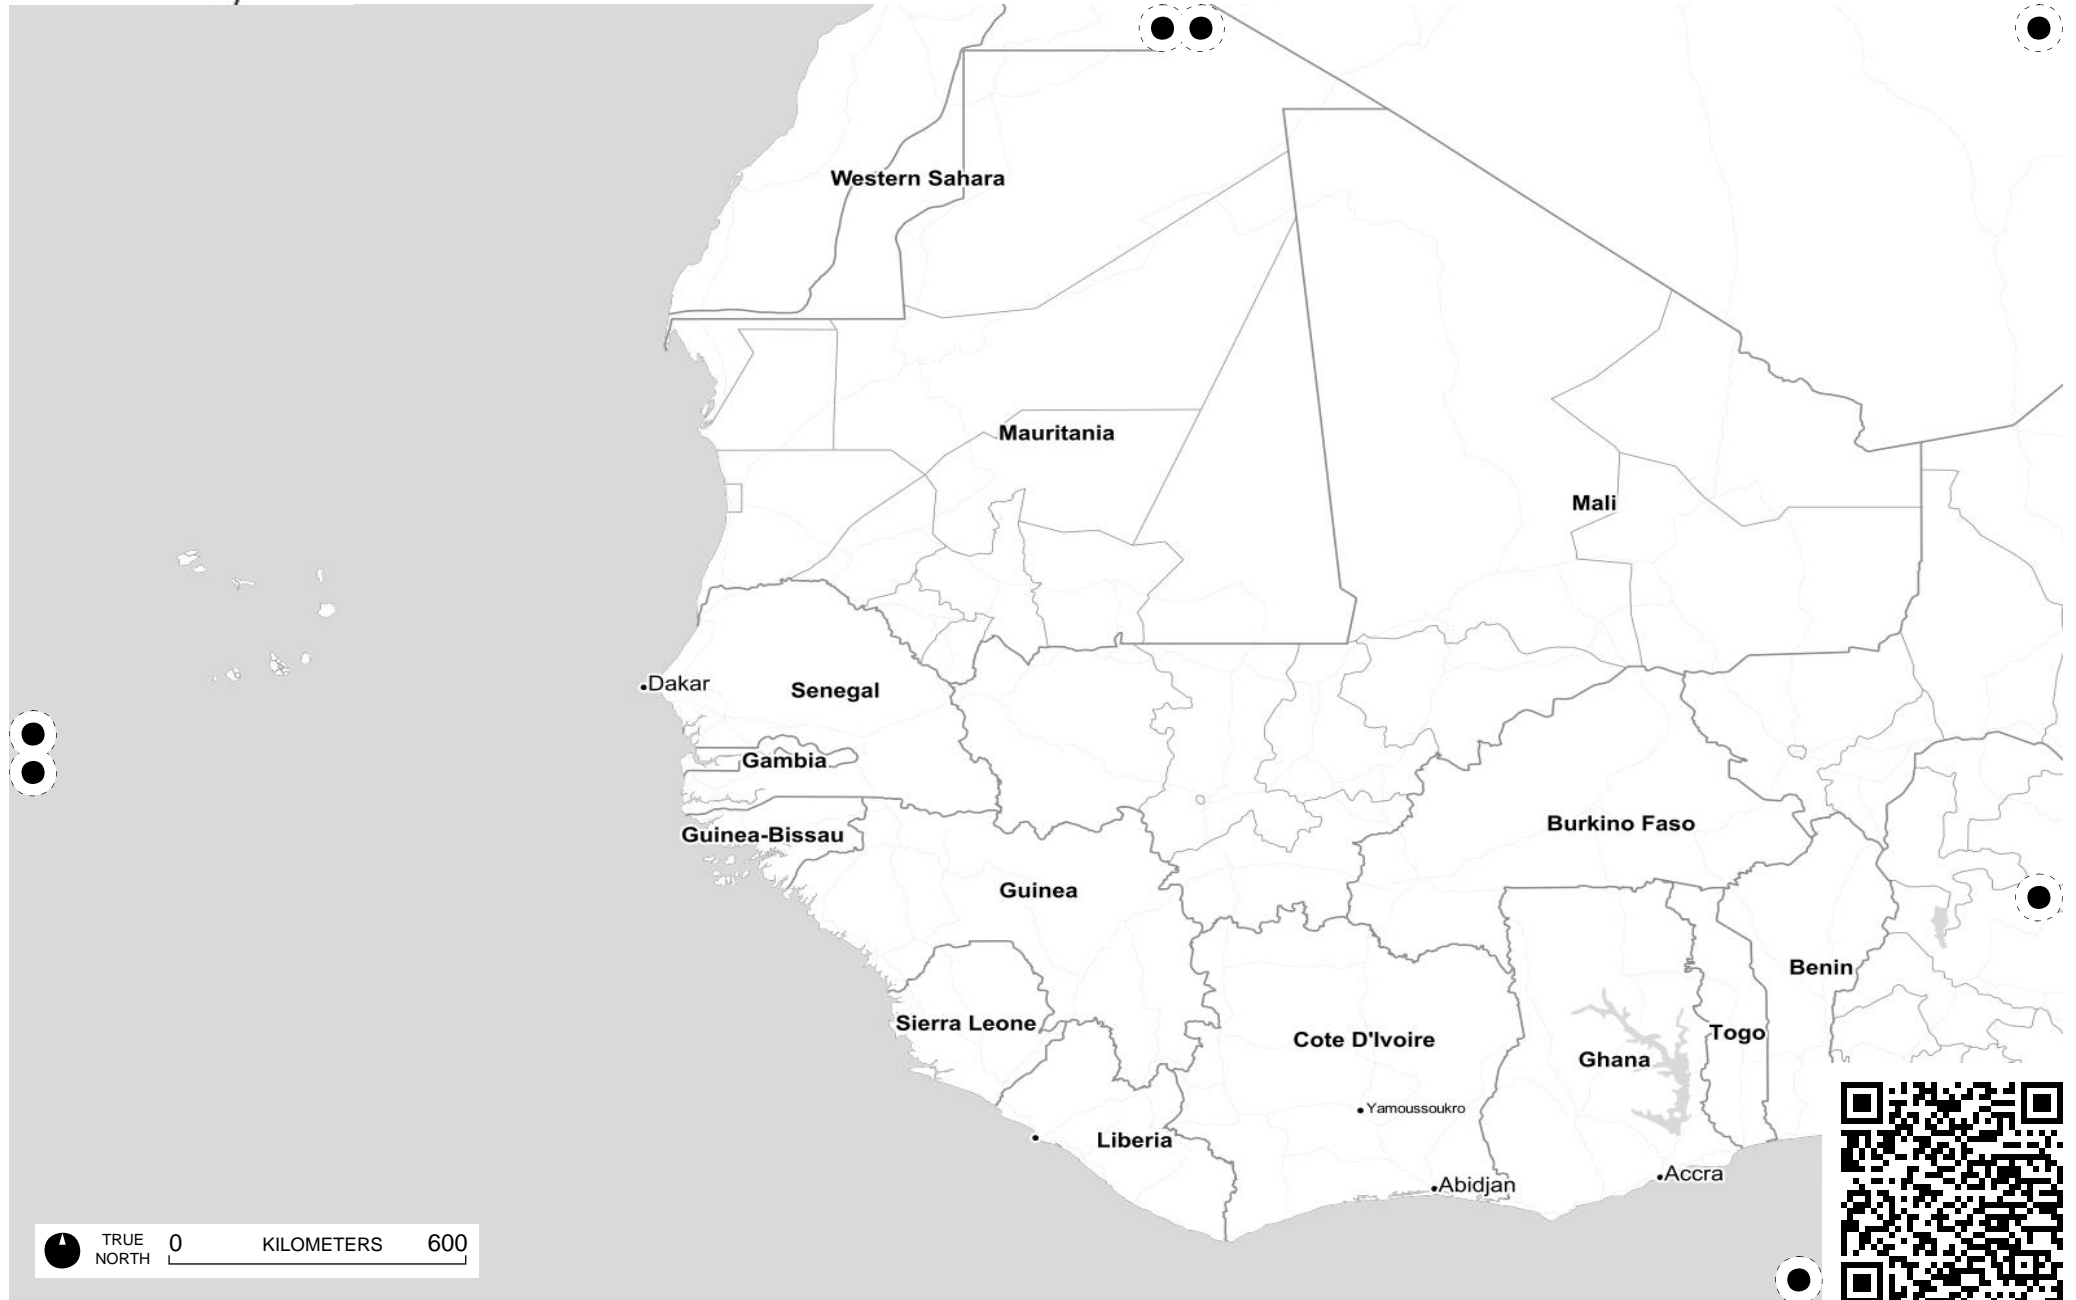 Western Sahara
Mauritania
Mali
Dakar
Senegal
Gambia
Burkino Faso
Guinea-Bissau
Guinea
Benin
Sierra Leone
Togo
Cote D'Ivoire
Ghana
Yamoussoukro
Liberia
Accra
Abidjan
TRUE NORTH
0 KILOMETERS 600